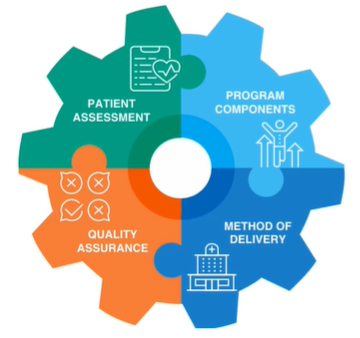 PATIENT
ASSESSMENT
PROGRAM
COMPONENTS
QUALITY
ASSURANCE
METHOD OF
DELIVERY